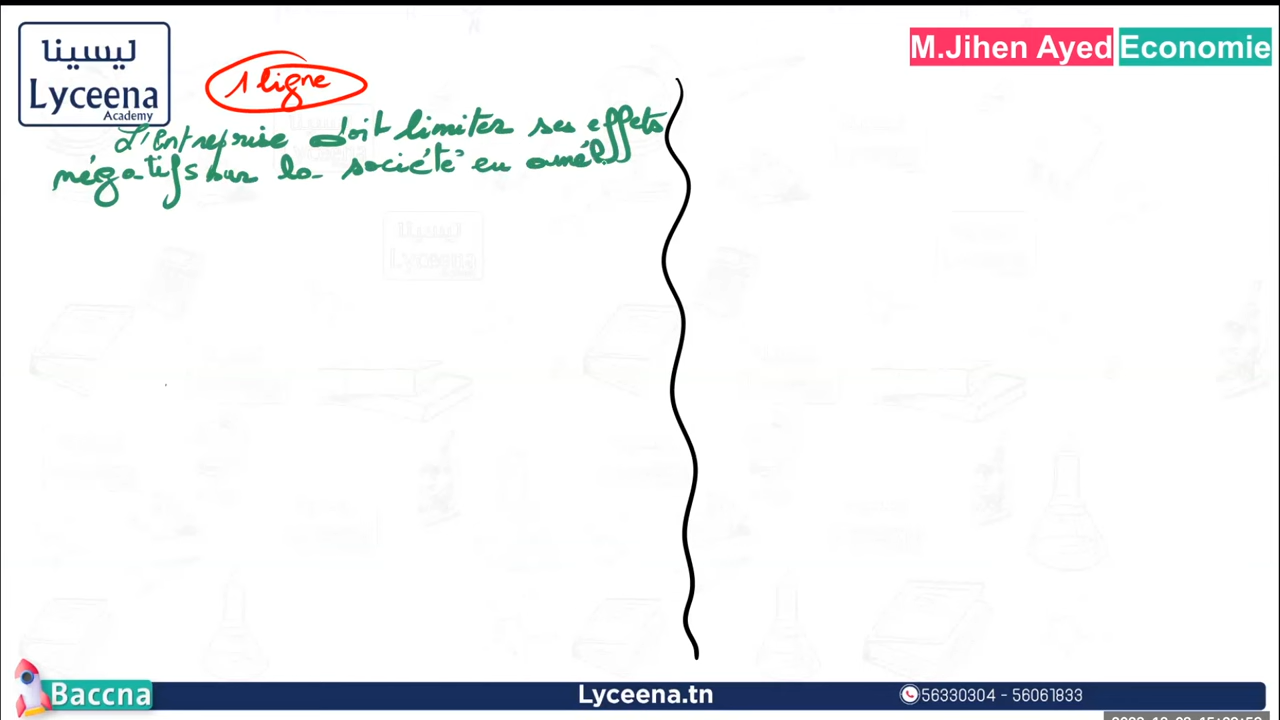 ليسينا
Lyceena
Academy
M.Jihen Ayed Economie
1 ligne
L'Entreprise doit limiter ses effets
négatifs sur la société en amél
Baccna
Lyceena.tn
56330304 - 56061833